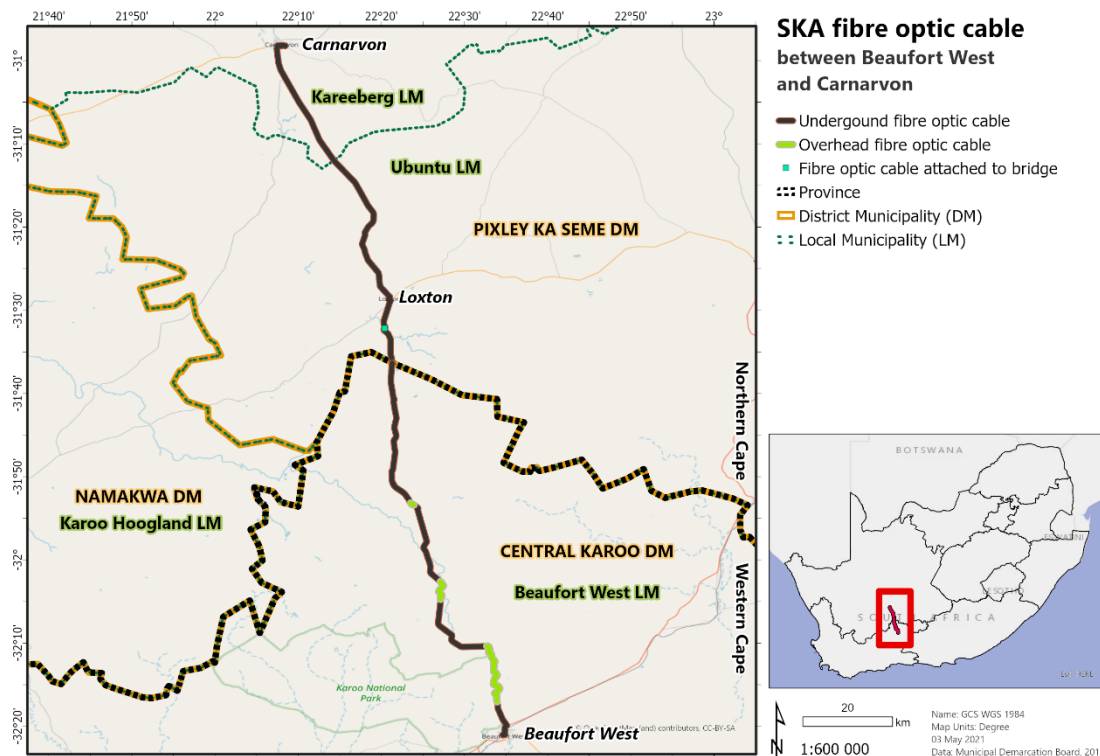 21°40'
21°50'
22°
22°10'
22°20'
22°30'
22°40'
22°50'
23°
-31°
-31°10'
-31°20'
-31°30'
-31°40'
-31°50'
-32°
-32°10'
-32°20'
Carnarvon
Kareeberg LM
Ubuntu LM
PIXLEY KA SEME DM
Loxton
Northern Cape
NAMAKWA DM
Karoo Hoogland LM
CENTRAL KAROO DM
Beaufort West LM
Western Cape
Karoo National
Park
contributors, CC-BY-SA
Beaufort West
SKA fibre optic cable
between Beaufort West
and Carnarvon
Undergound fibre optic cable
Overhead fibre optic cable
Fibre optic cable attached to bridge
Province
District Municipality (DM)
Local Municipality (LM)
BOTSWANA
SOUTH AFRICA
20
km
N
1:600 000
Name: GCS WGS 1984
Map Units: Degree
03 May 2021
Data: Municipal Demarcation Board, 201